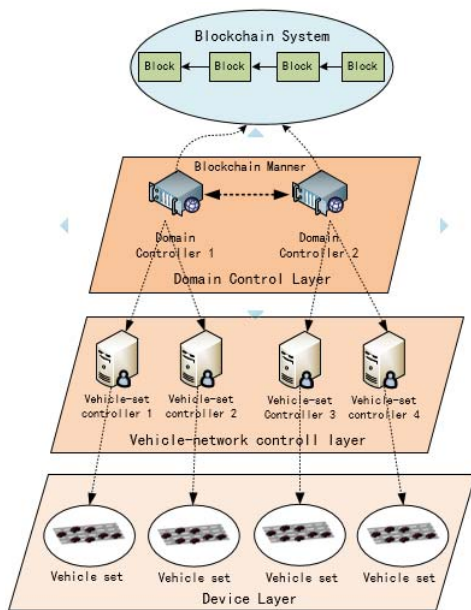 Blockchain System
Block Block Block Block
Blockchain Manner
Domain Controller 1
Domain Controller 2
Domain Control Layer
Vehicle-set controller 1
Vehicle-set controller 2
Vehicle-set Controller 3
Vehicle-set controller 4
Vehicle-network controll layer
Vehicle set Vehicle set Vehicle set Vehicle set
Device Layer